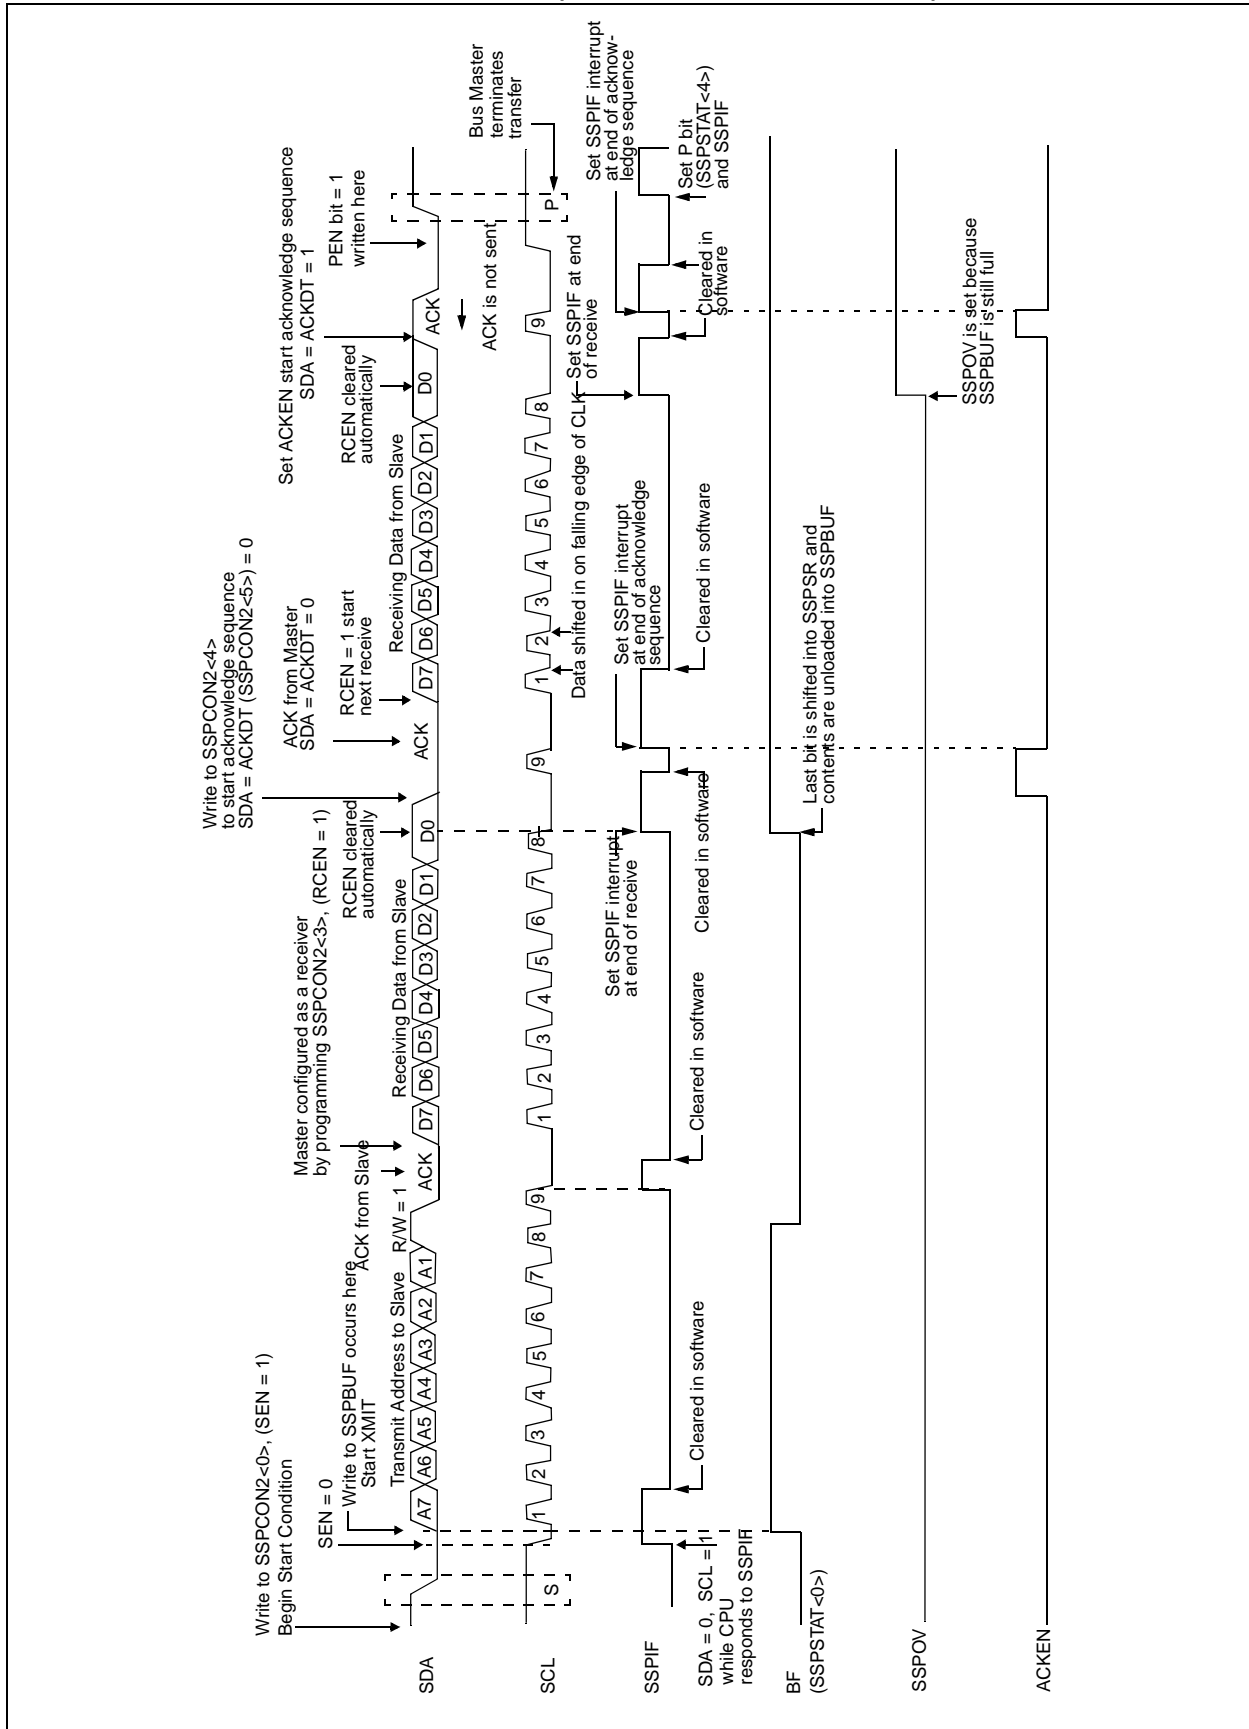 Write to SSPCON2<0>, (SEN = 1)
Begin Start Condition
SEN = 0
Write to SSPBUF occurs here
Start XMIT
Transmit Address to Slave
R/W = 1
ACK from Slave
Master configured as a receiver
by programming SSPCON2<3>, (RCEN = 1)
Receiving Data from Slave
RCEN cleared
automatically
Write to SSPCON2<4>
to start acknowledge sequence
SDA = ACKDT (SSPCON2<5>) = 0
ACK from Master
SDA = ACKDT = 0
RCEN = 1 start
next receive
Receiving Data from Slave
RCEN cleared
automatically
Set ACKEN start acknowledge sequence
SDA = ACKDT = 1
PEN bit = 1
written here
SDA
A7 A6 A5 A4 A3 A2 A1 ACK D7 D6 D5 D4 D3 D2 D1 D0 ACK D7 D6 D5 D4 D3 D2 D1 D0 ACK
ACK is not sent
Bus Master
terminates
transfer
SCL
S 1 2 3 4 5 6 7 8 9 1 2 3 4 5 6 7 8 9 1 2 3 4 5 6 7 8 9 P
Data shifted in on falling edge of CLK
Set SSPIF at end
of receive
Set SSPIF interrupt
at end of receive
Set SSPIF interrupt
at end of acknowledge
sequence
Set SSPIF interrupt
at end of acknow-
ledge sequence
SSPIF
SDA = 0, SCL = 1
while CPU
responds to SSPIF
Cleared in software
Cleared in software
Cleared in software
Cleared in software
Cleared in software
Cleared in
software
Set P bit
(SSPSTAT<4>)
and SSPIF
BF
(SSPSTAT<0>)
Last bit is shifted into SSPSR and
contents are unloaded into SSPBUF
SSPOV
SSPOV is set because
SSPBUF is still full
ACKEN